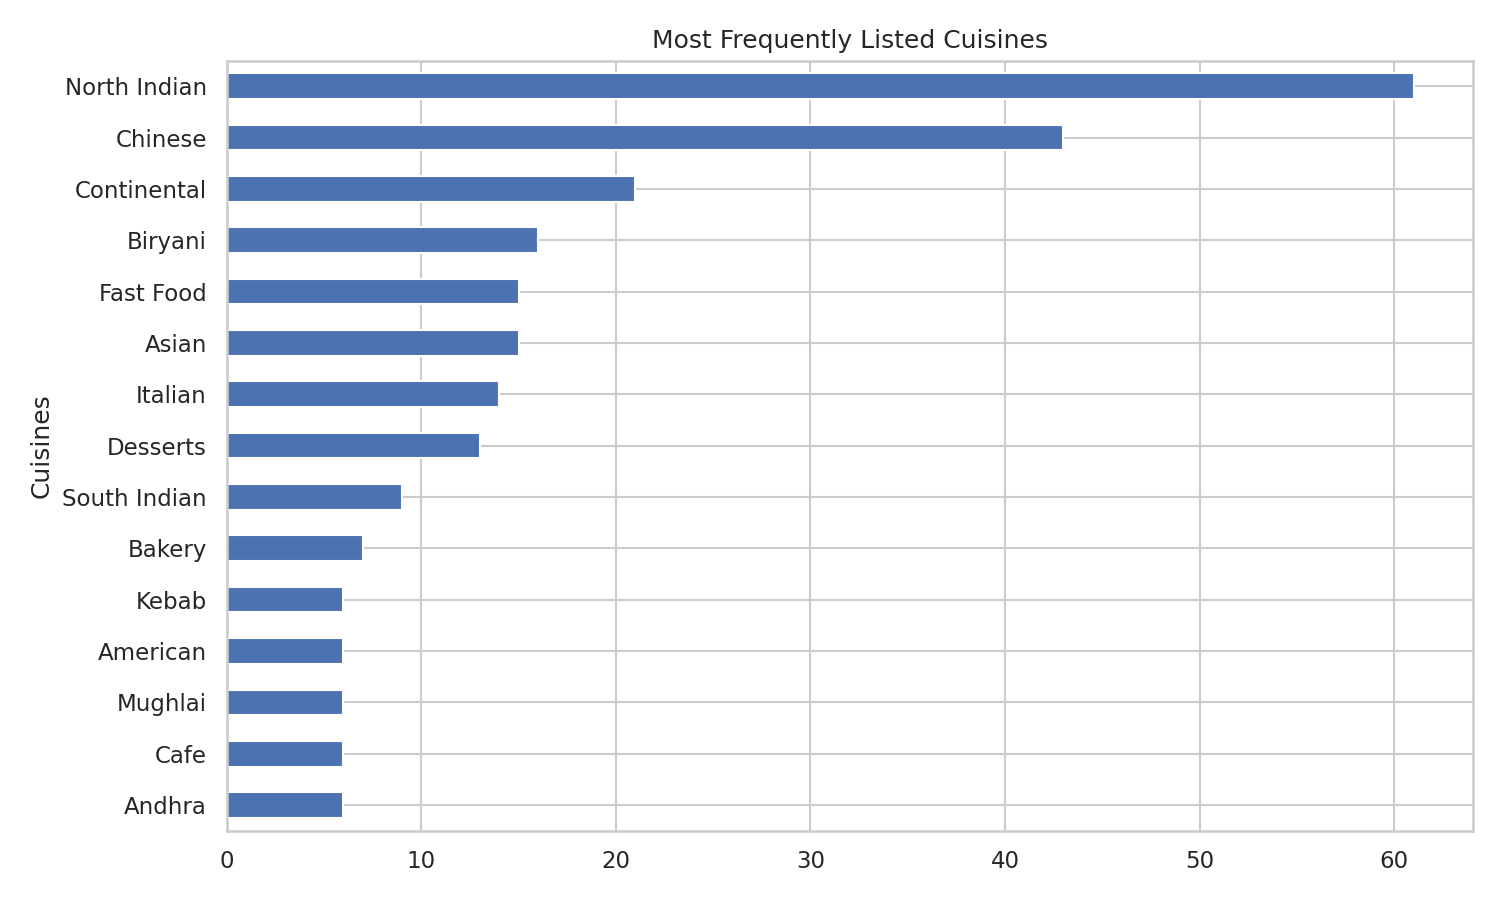 Most Frequently Listed Cuisines
Cuisines
North Indian
Chinese
Continental
Biryani
Fast Food
Asian
Italian
Desserts
South Indian
Bakery
Kebab
American
Mughlai
Cafe
Andhra
0 10 20 30 40 50 60